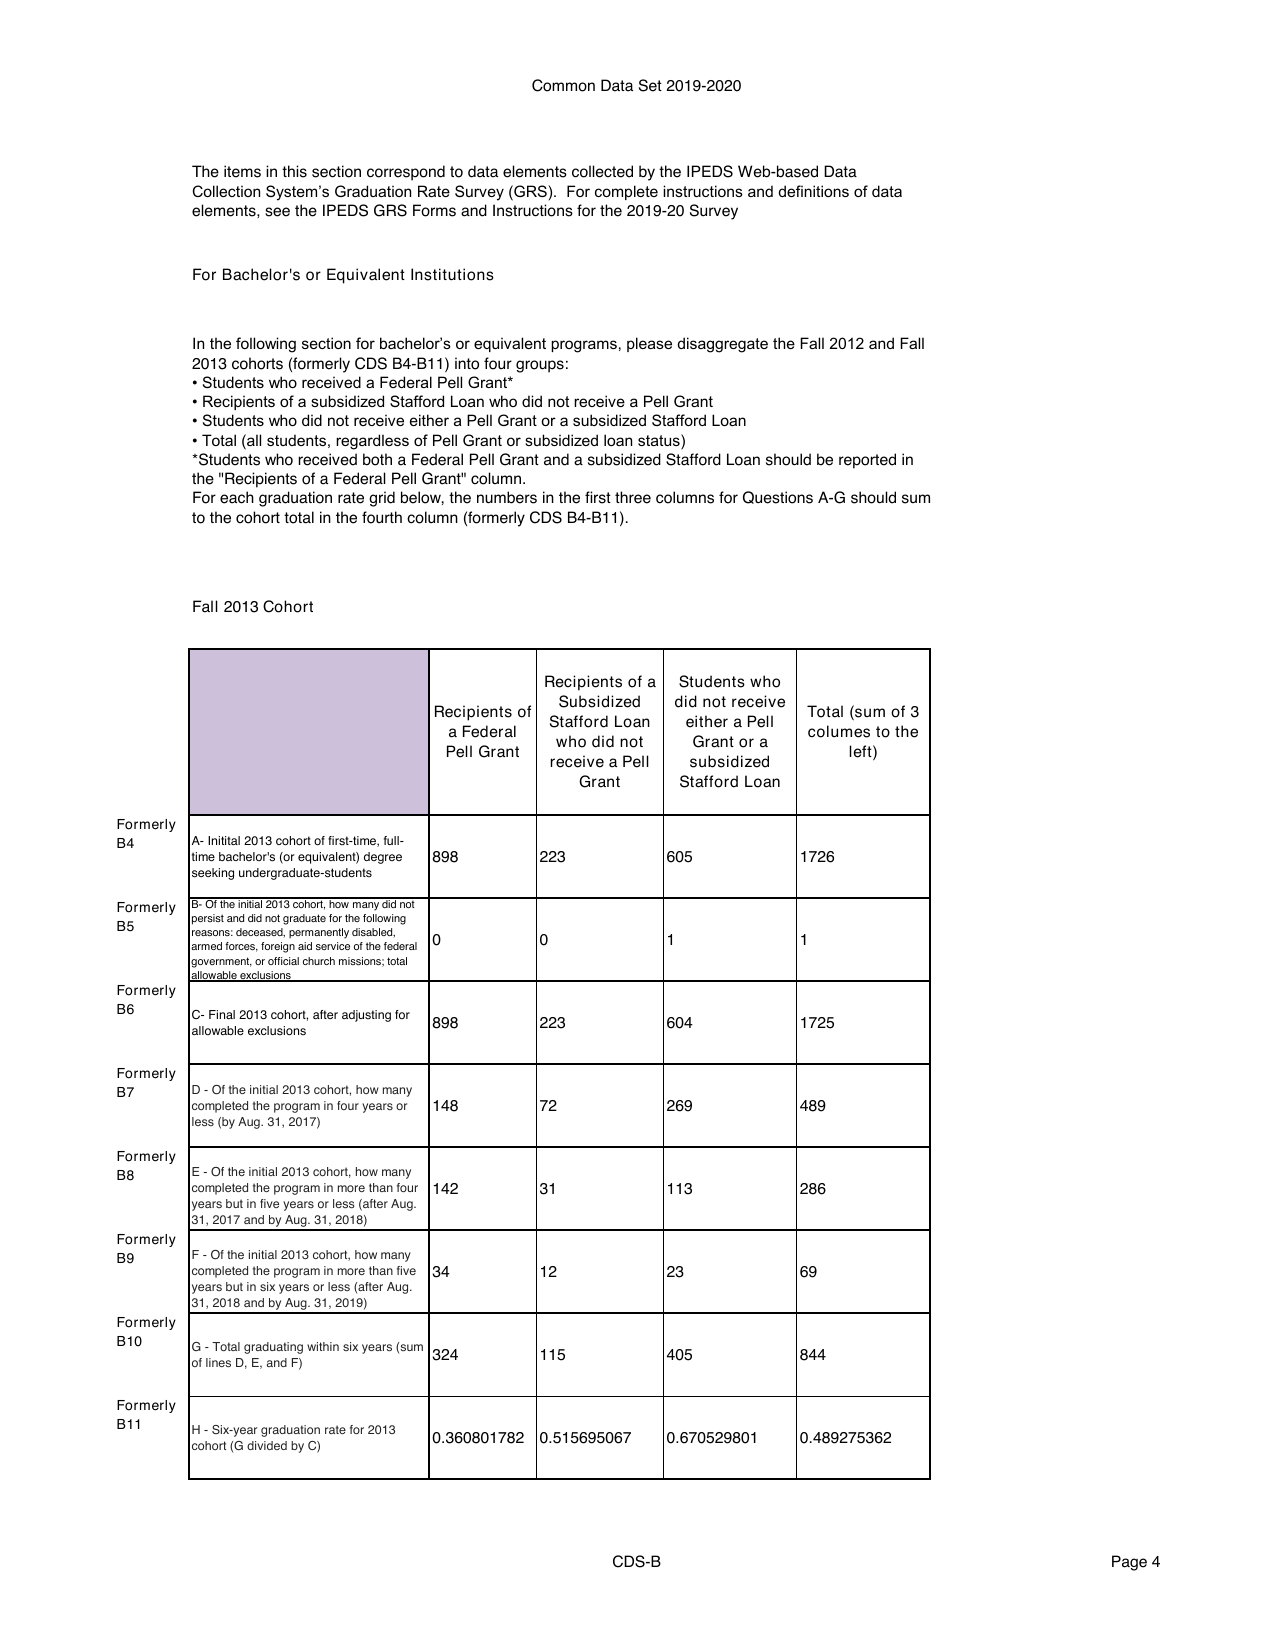 Common Data Set 2019-2020
The items in this section correspond to data elements collected by the IPEDS Web-based Data
Collection System’s Graduation Rate Survey (GRS).  For complete instructions and definitions of data
elements, see the IPEDS GRS Forms and Instructions for the 2019-20 Survey
For Bachelor's or Equivalent Institutions
In the following section for bachelor’s or equivalent programs, please disaggregate the Fall 2012 and Fall
2013 cohorts (formerly CDS B4-B11) into four groups:
• Students who received a Federal Pell Grant*
• Recipients of a subsidized Stafford Loan who did not receive a Pell Grant
• Students who did not receive either a Pell Grant or a subsidized Stafford Loan
• Total (all students, regardless of Pell Grant or subsidized loan status)
*Students who received both a Federal Pell Grant and a subsidized Stafford Loan should be reported in
the "Recipients of a Federal Pell Grant" column.
For each graduation rate grid below, the numbers in the first three columns for Questions A-G should sum
to the cohort total in the fourth column (formerly CDS B4-B11).
Fall 2013 Cohort
Recipients of
a Federal
Pell Grant
Recipients of a
Subsidized
Stafford Loan
who did not
receive a Pell
Grant
Students who
did not receive
either a Pell
Grant or a
subsidized
Stafford Loan
Total (sum of 3
columes to the
left)
Formerly
B4
A- Initital 2013 cohort of first-time, full-
time bachelor's (or equivalent) degree
seeking undergraduate-students
898
223
605
1726
Formerly
B5
B- Of the initial 2013 cohort, how many did not
persist and did not graduate for the following
reasons: deceased, permanently disabled,
armed forces, foreign aid service of the federal
government, or official church missions; total
allowable exclusions
0
0
1
1
Formerly
B6
C- Final 2013 cohort, after adjusting for
allowable exclusions
898
223
604
1725
Formerly
B7
D - Of the initial 2013 cohort, how many
completed the program in four years or
less (by Aug. 31, 2017)
148
72
269
489
Formerly
B8
E - Of the initial 2013 cohort, how many
completed the program in more than four
years but in five years or less (after Aug.
31, 2017 and by Aug. 31, 2018)
142
31
113
286
Formerly
B9
F - Of the initial 2013 cohort, how many
completed the program in more than five
years but in six years or less (after Aug.
31, 2018 and by Aug. 31, 2019)
34
12
23
69
Formerly
B10
G - Total graduating within six years (sum
of lines D, E, and F)
324
115
405
844
Formerly
B11
H - Six-year graduation rate for 2013
cohort (G divided by C)
0.360801782
0.515695067
0.670529801
0.489275362
CDS-B
Page 4